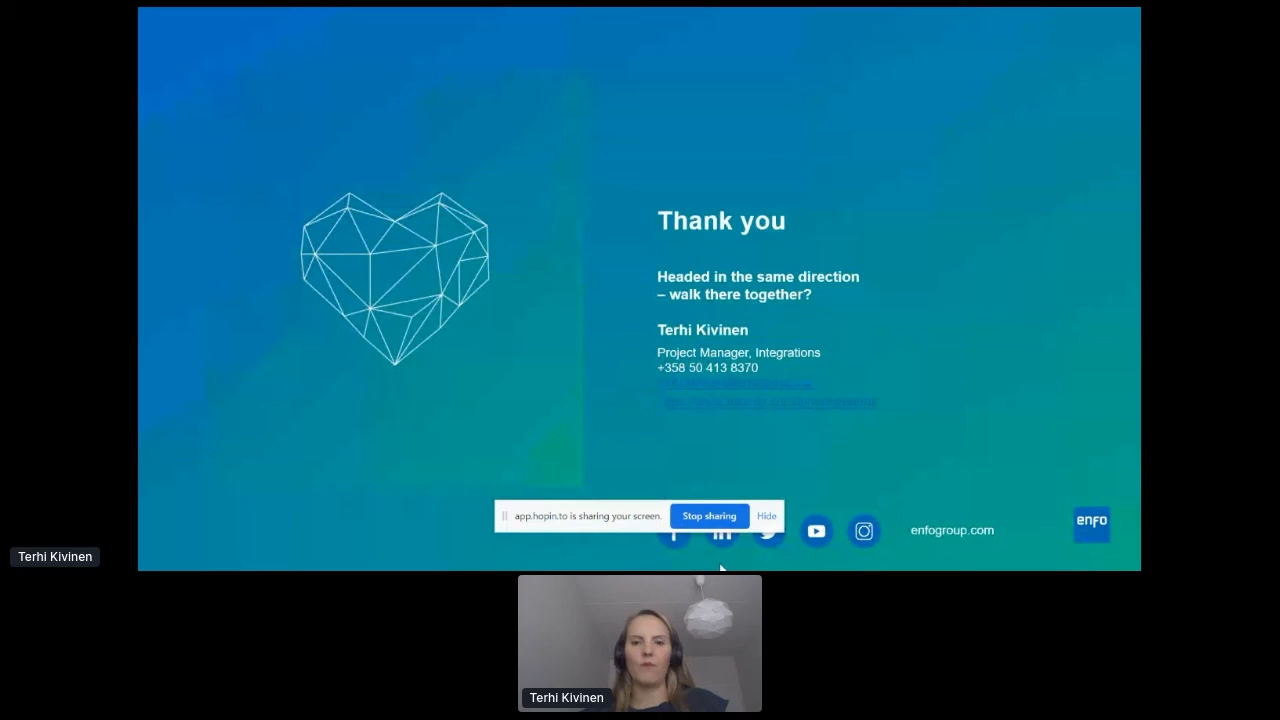 Thank you
Headed in the same direction
– walk there together?
Terhi Kivinen
Project Manager, Integrations
+358 50 413 8370
app.hopin.to is sharing your screen.
Stop sharing
Hide
enfogroup.com
enfo
Terhi Kivinen
Terhi Kivinen